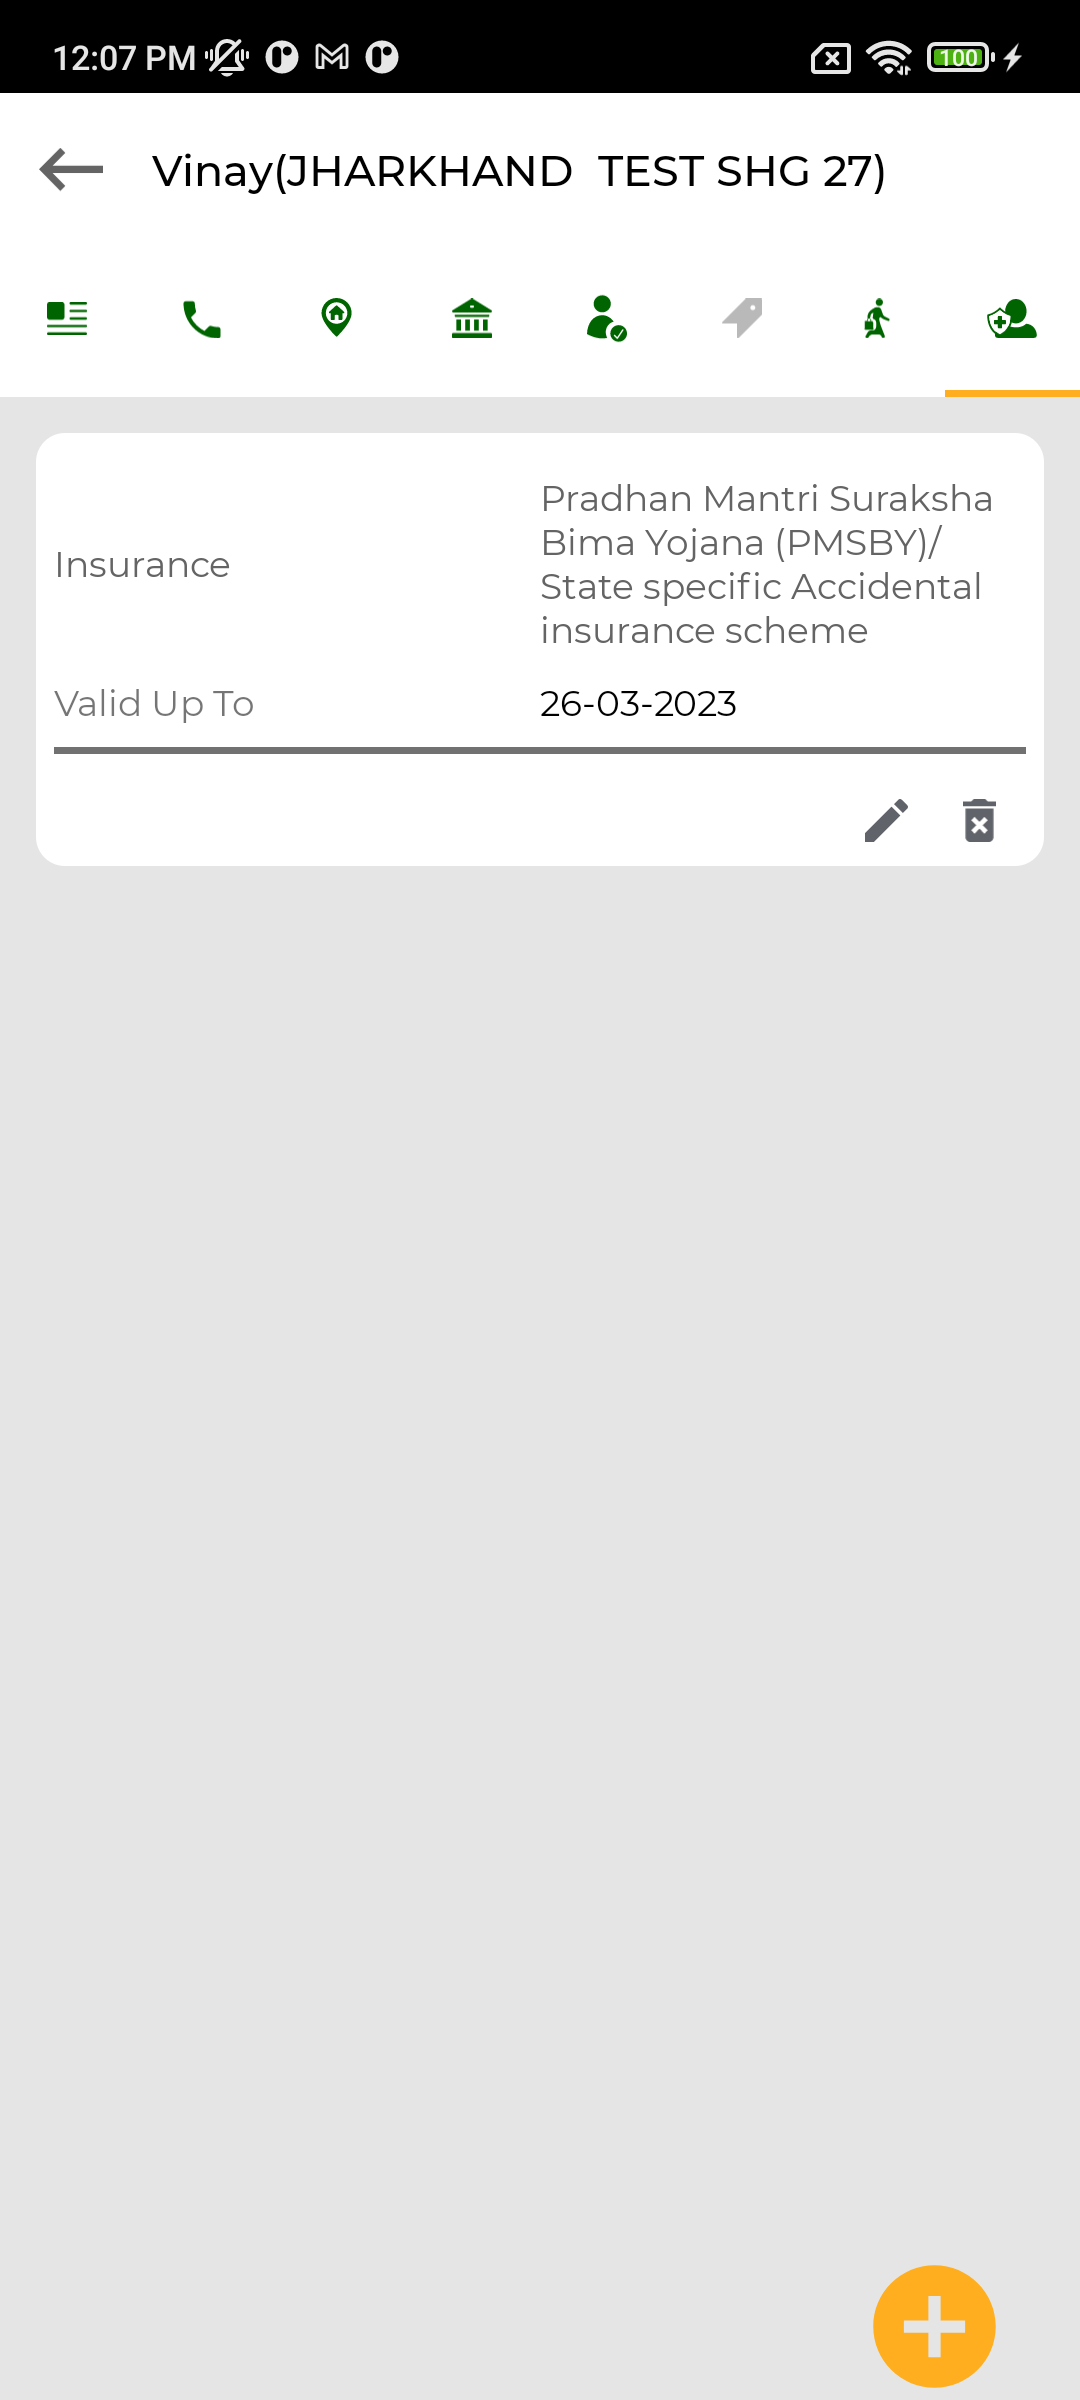 12:07 PM
100
Vinay(JHARKHAND  TEST SHG 27)
Insurance
Pradhan Mantri Suraksha
Bima Yojana (PMSBY)/
State specific Accidental
insurance scheme
Valid Up To
26-03-2023